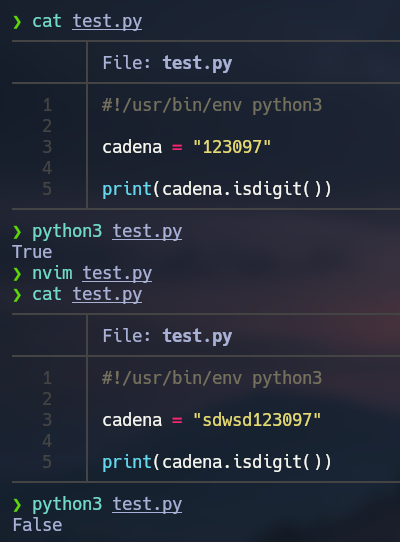 ❯ cat test.py
File: test.py
1 #!/usr/bin/env python3
2
3 cadena = "123097"
4
5 print(cadena.isdigit())
❯ python3 test.py
True
❯ nvim test.py
❯ cat test.py
File: test.py
1 #!/usr/bin/env python3
2
3 cadena = "sdwsd123097"
4
5 print(cadena.isdigit())
❯ python3 test.py
False